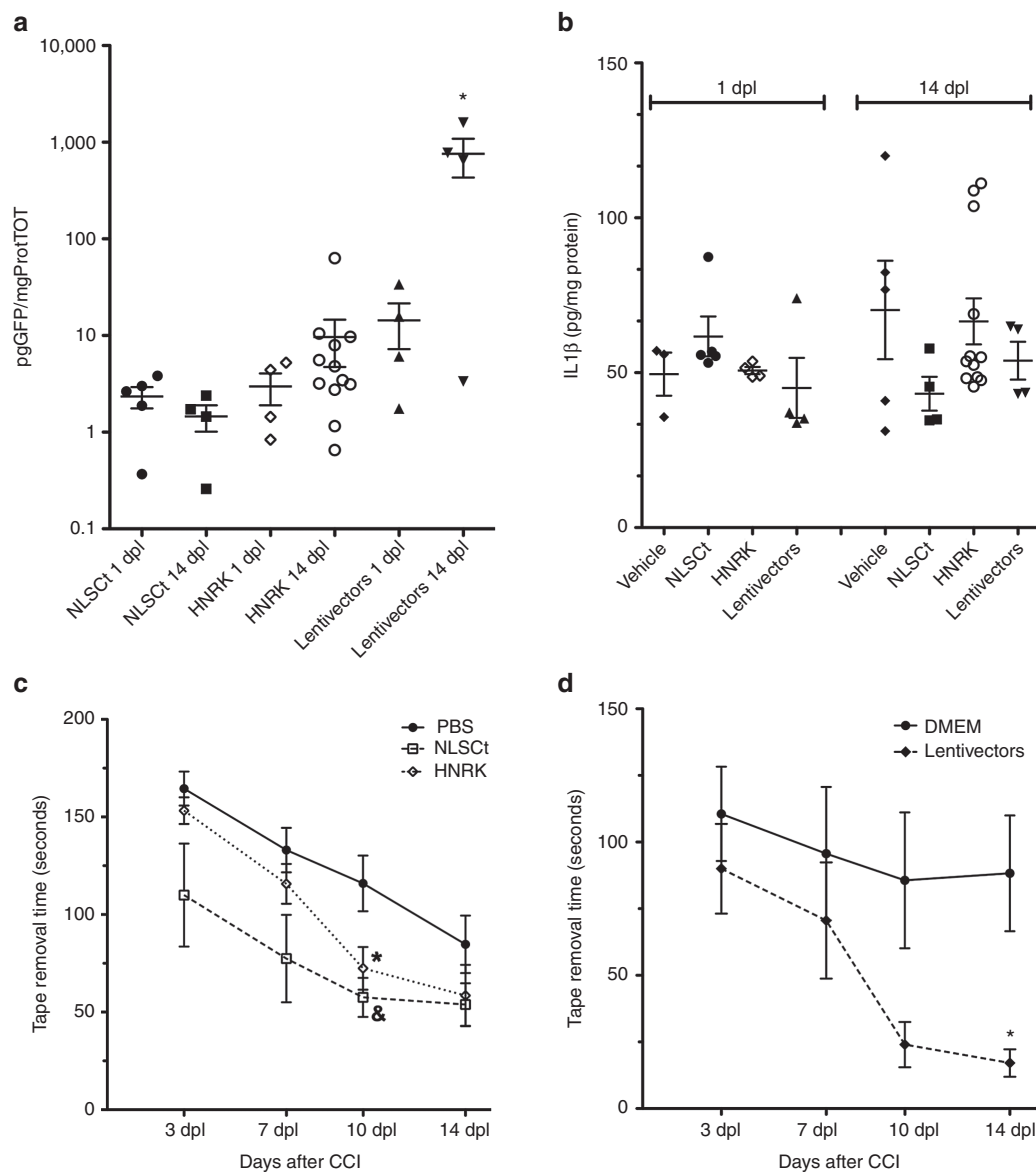 a
10,000
1,000
100
10
1
0.1
pgGFP/mgProtTOT
*
NLSCt 1 dpl
NLSCt 14 dpl
HNRK 1 dpl
HNRK 14 dpl
Lentivectors 1 dpl
Lentivectors 14 dpl
b
150
100
50
0
IL1β (pg/mg protein)
1 dpl
14 dpl
Vehicle
NLSCt
HNRK
Lentivectors
Vehicle
NLSCt
HNRK
Lentivectors
c
200
150
100
50
0
Tape removal time (seconds)
PBS
NLSCt
HNRK
*
&
3 dpl
7 dpl
10 dpl
14 dpl
Days after CCI
d
150
100
50
0
Tape removal time (seconds)
DMEM
Lentivectors
*
3 dpl
7 dpl
10 dpl
14 dpl
Days after CCI